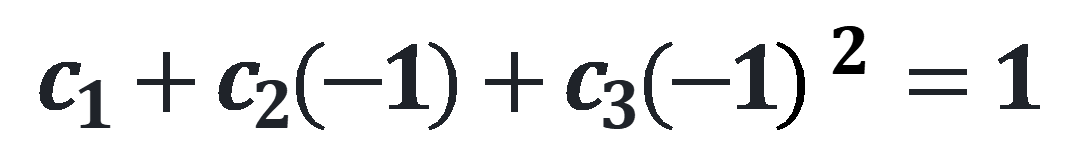 c₁ + c₂(−1) + c₃(−1)² = 1